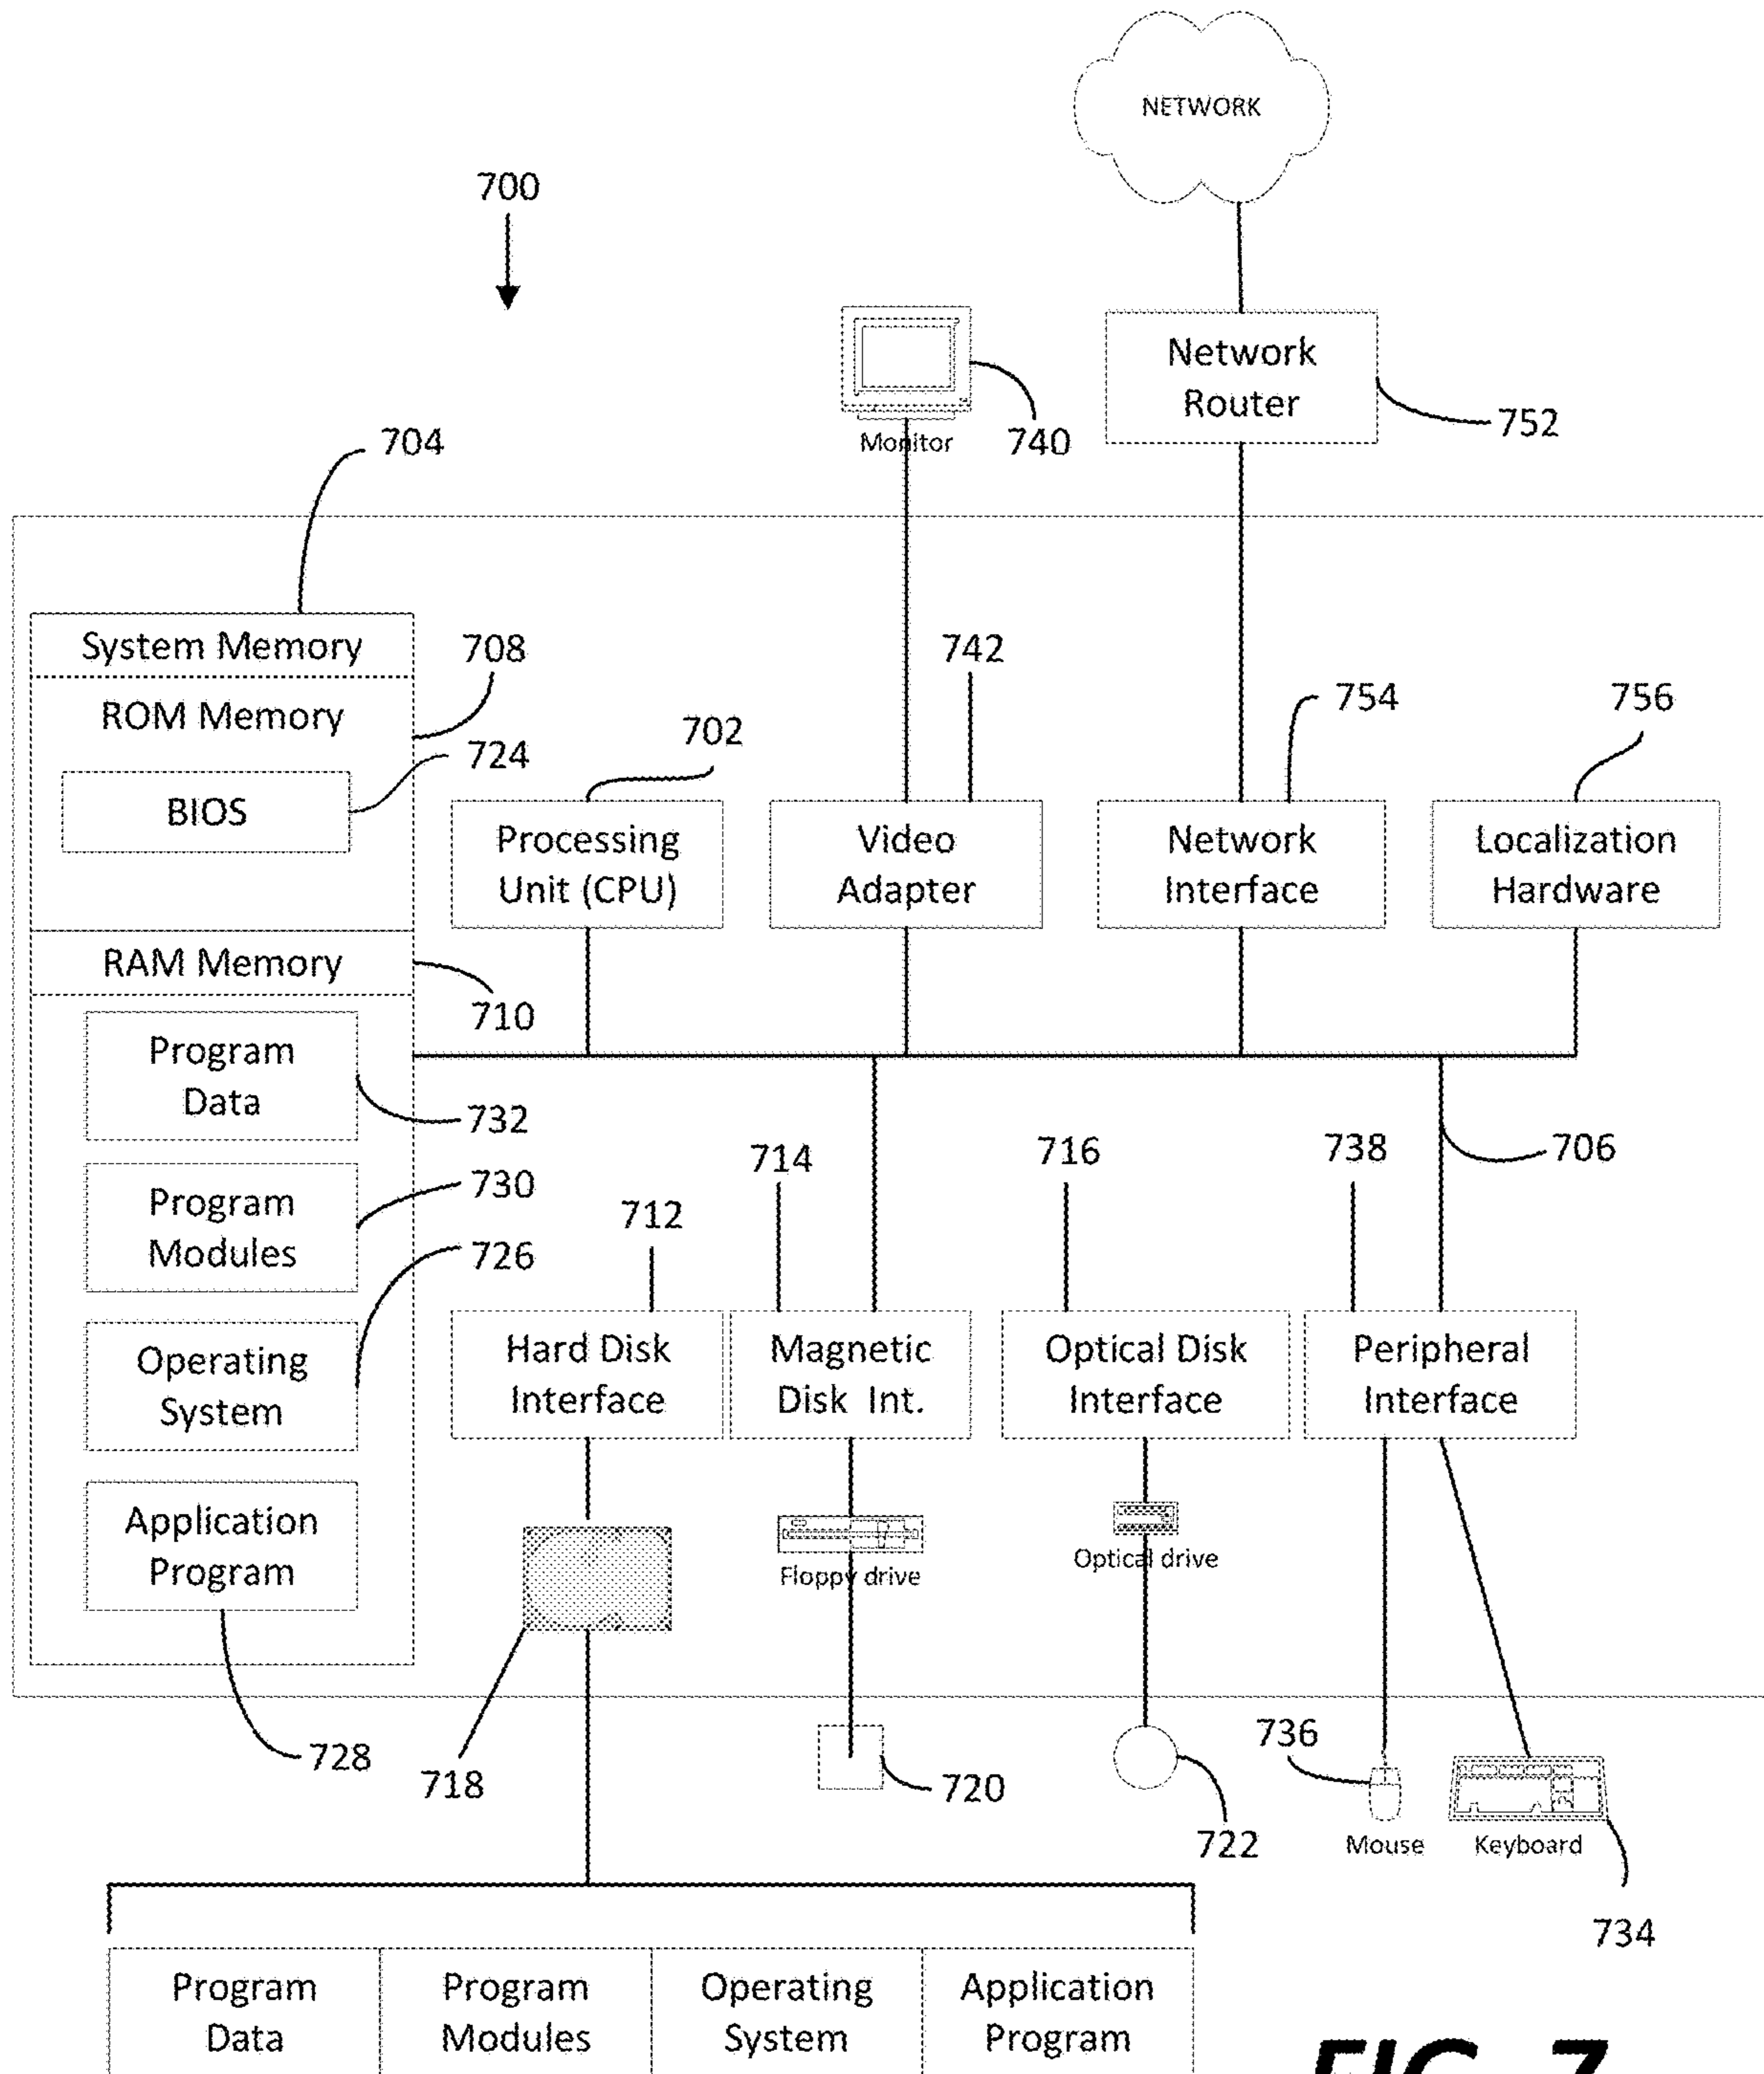 NETWORK
700
Network
Router
752
Monitor
740
704
System Memory
708
742
754
756
ROM Memory
702
724
BIOS
Processing
Unit (CPU)
Video
Adapter
Network
Interface
Localization
Hardware
RAM Memory
710
Program
Data
732
714
716
738
706
730
Program
Modules
712
726
Operating
System
Hard Disk
Interface
Magnetic
Disk Int.
Optical Disk
Interface
Peripheral
Interface
Application
Program
Floppy drive
Optical drive
728
718
720
722
736
Mouse
Keyboard
734
Program
Data
Program
Modules
Operating
System
Application
Program
FIG. 7